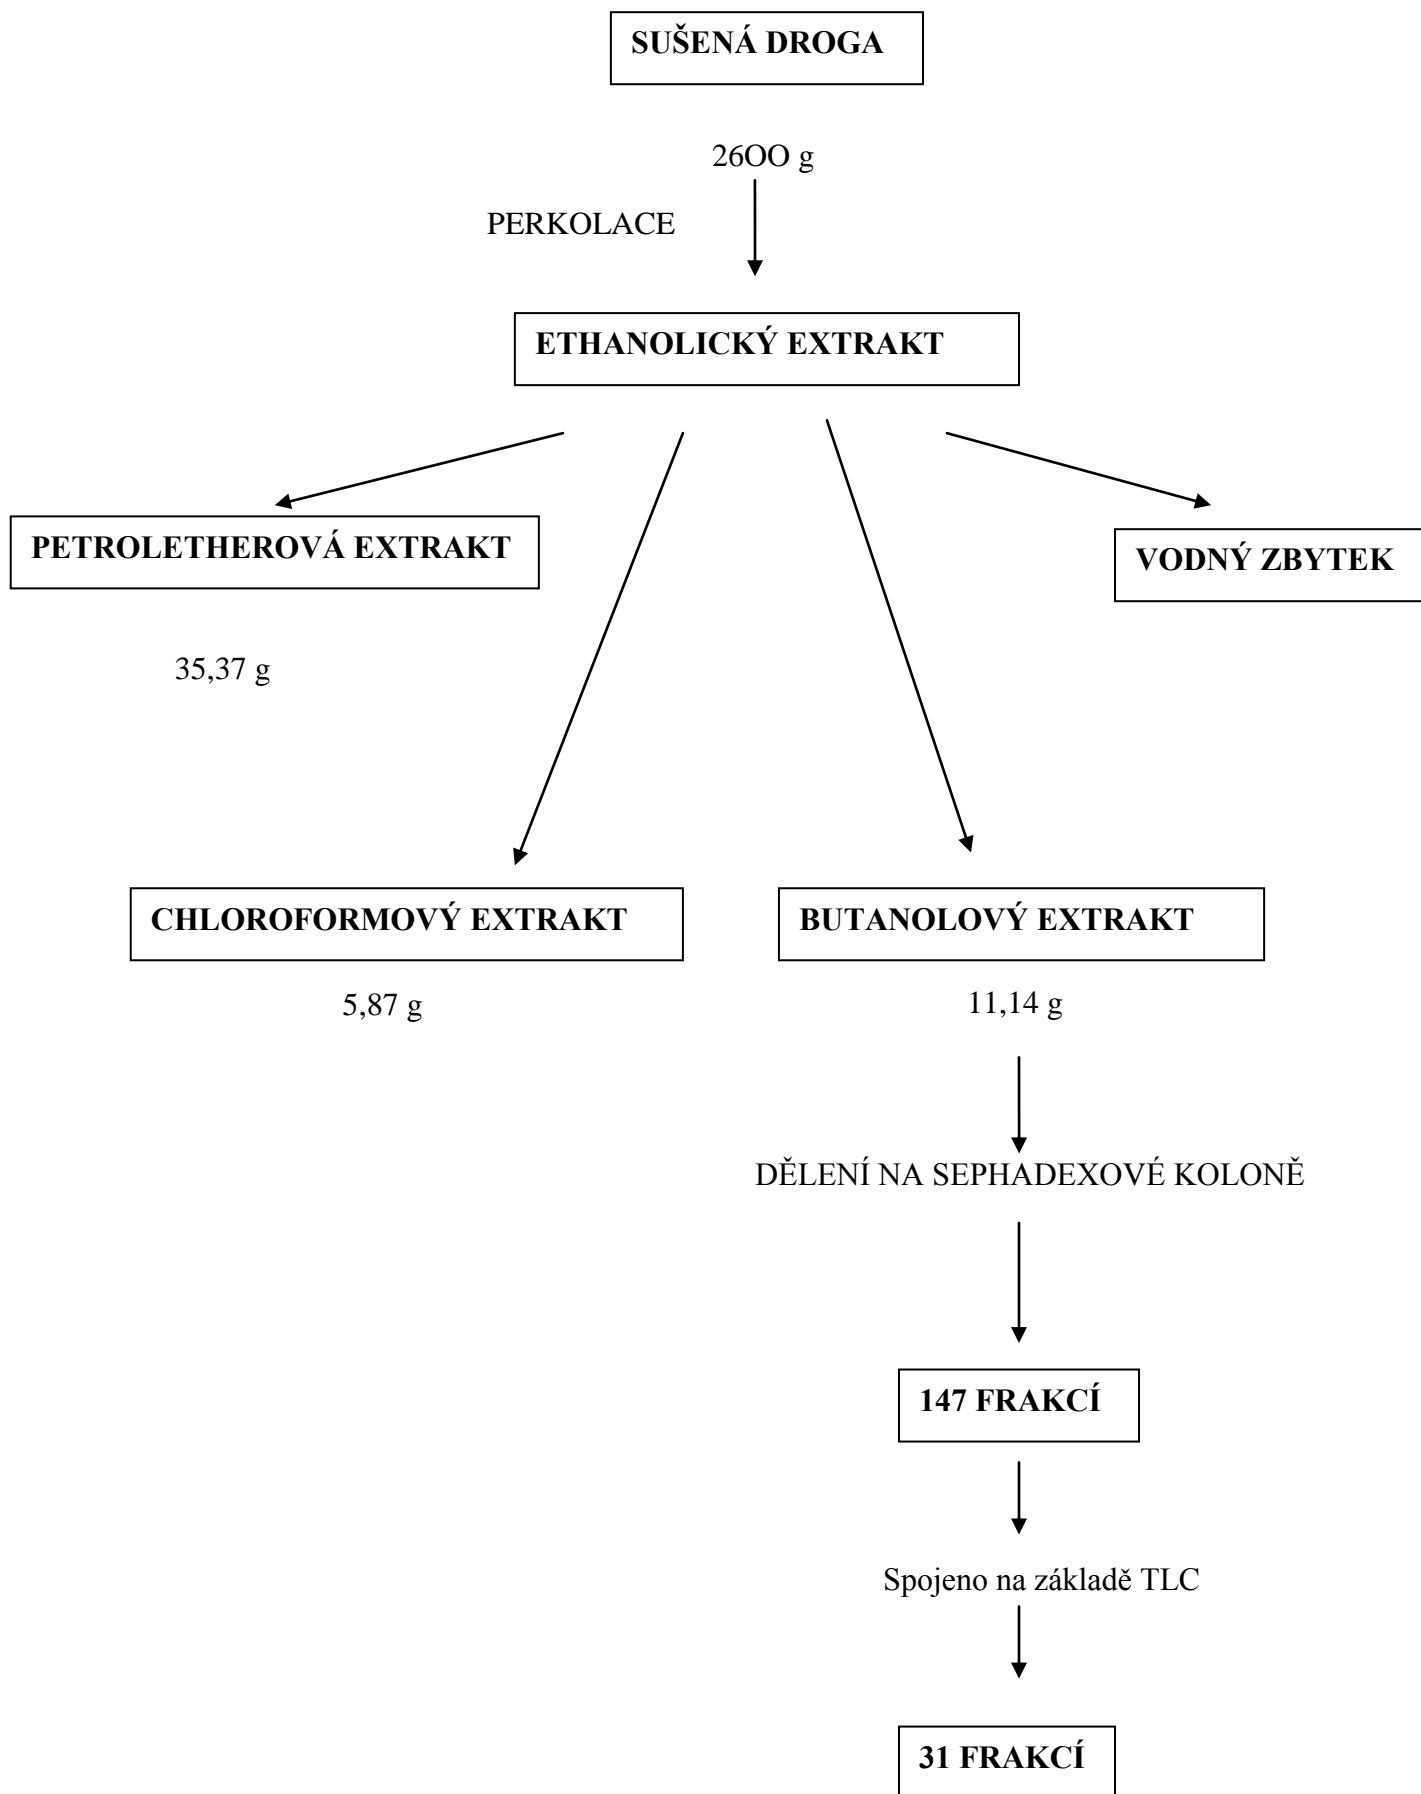 SUŠENÁ DROGA
26OO g
PERKOLACE
ETHANOLICKÝ EXTRAKT
PETROLETHEROVÁ EXTRAKT
VODNÝ ZBYTEK
35,37 g
CHLOROFORMOVÝ EXTRAKT
BUTANOLOVÝ EXTRAKT
5,87 g
11,14 g
DĚLENÍ NA SEPHADEXOVÉ KOLONĚ
147 FRAKCÍ
Spojeno na základě TLC
31 FRAKCÍ